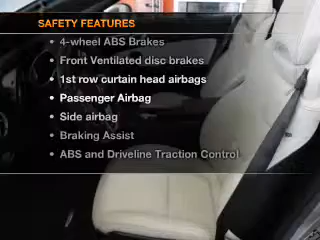 SAFETY FEATURES
• 4-wheel ABS Brakes
• Front Ventilated disc brakes
• 1st row curtain head airbags
• Passenger Airbag
• Side airbag
• Braking Assist
• ABS and Driveline Traction Control